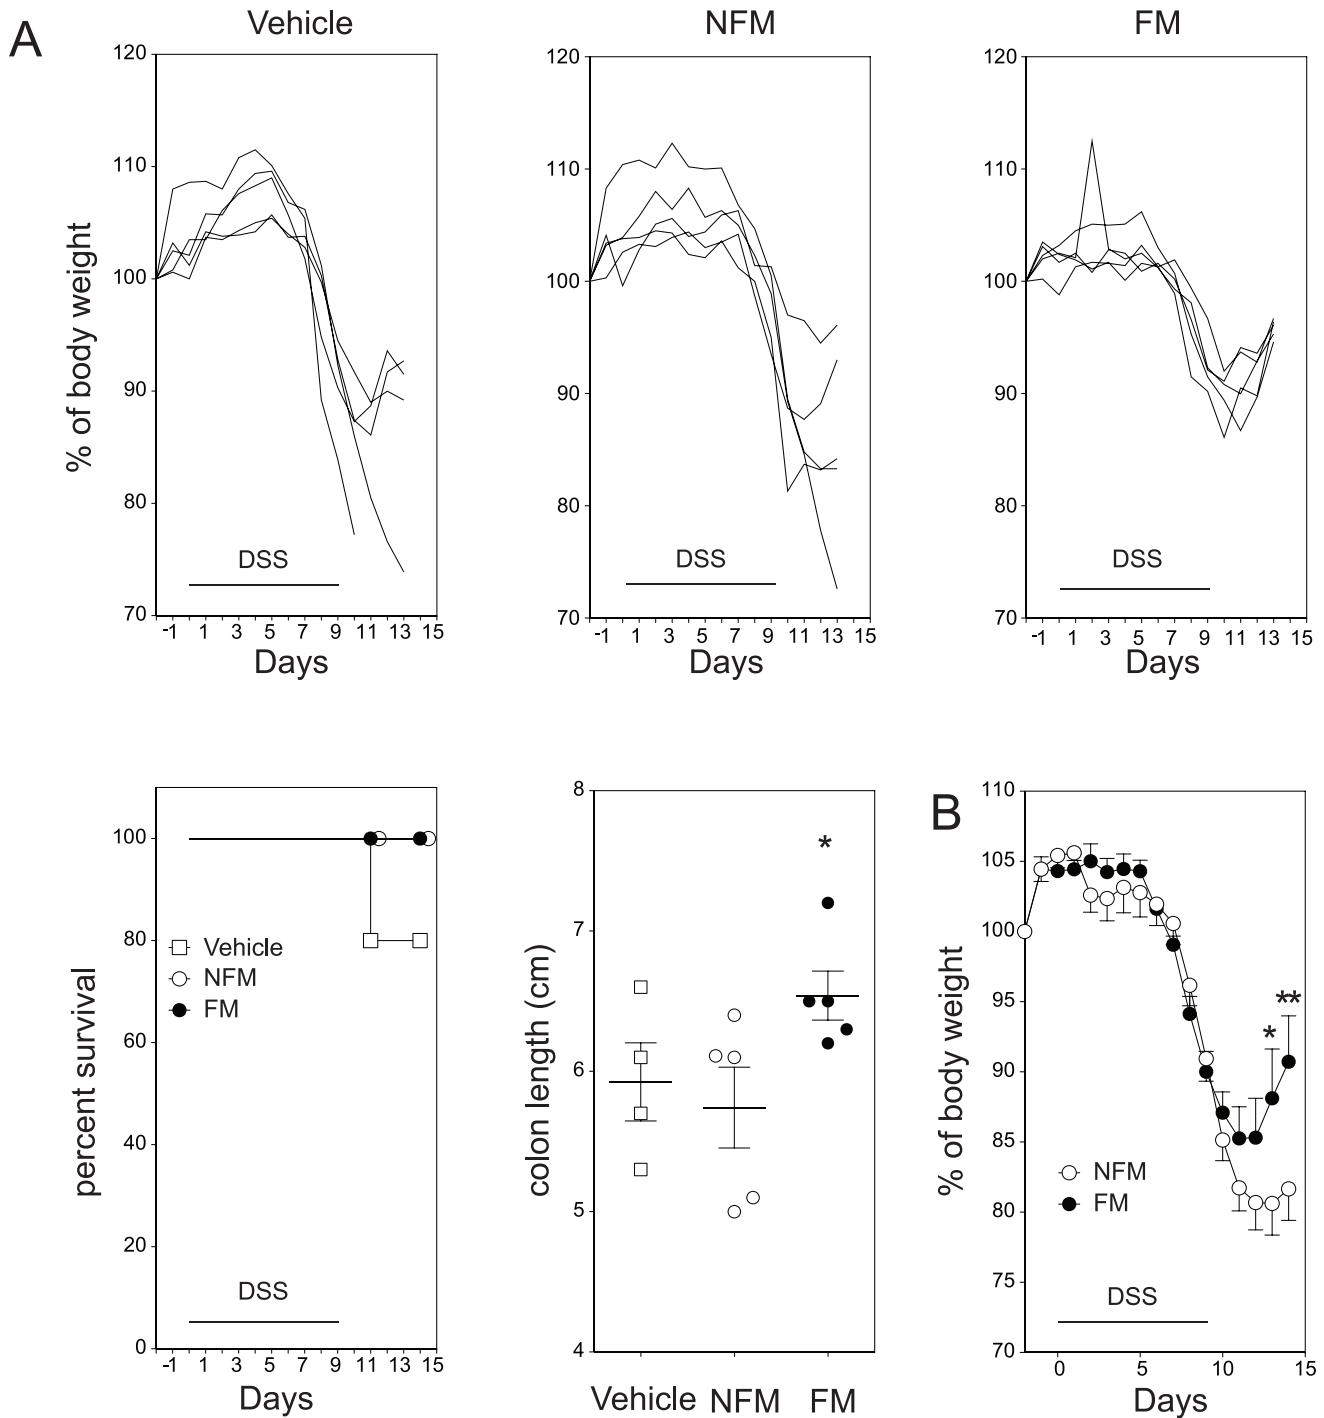 A
Vehicle
NFM
FM
120
110
100
90
80
70
% of body weight
DSS
-1 1 3 5 7 9 11 13 15
Days
120
110
100
90
80
70
DSS
-1 1 3 5 7 9 11 13 15
Days
120
110
100
90
80
70
DSS
-1 1 3 5 7 9 11 13 15
Days
100
80
60
40
20
0
percent survival
Vehicle
NFM
FM
DSS
-1 1 3 5 7 9 11 13 15
Days
8
7
6
5
4
colon length (cm)
*
Vehicle NFM FM
B
110
105
100
95
90
85
80
75
70
% of body weight
* **
NFM
FM
DSS
0 5 10 15
Days